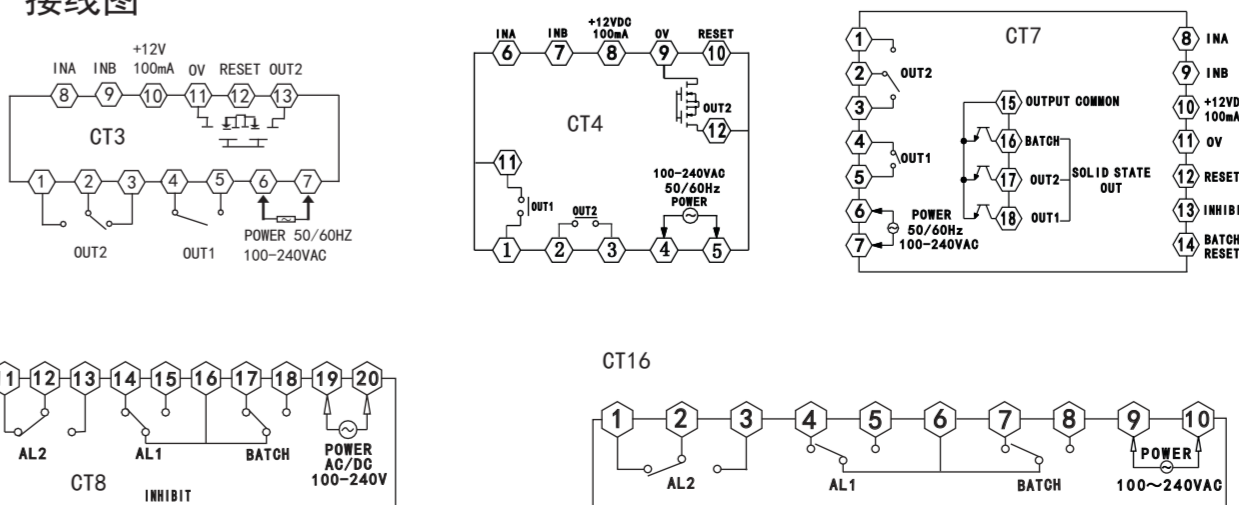 接线图
+12V
INA INB 100mA 0V RESET OUT2
8 9 10 11 12 13
CT3
1 2 3 4 5 6 7
OUT2 OUT1 POWER 50/60HZ
100-240VAC
+12VDC
INA INB 100mA 0V RESET
6 7 8 9 10
CT4
OUT2
12
11
100-240VAC
50/60Hz
POWER
OUT1 OUT2
1 2 3 4 5
CT7
1
2 OUT2
3
4
5 OUT1
6
7
POWER
50/60Hz
100-240VAC
15 OUTPUT COMMON
16 BATCH
17 OUT2
18 OUT1
SOLID STATE
OUT
8 INA
9 INB
10 +12VD
100mA
11 0V
12 RESET
13 INHIBI
14 BATCH
RESET
11 12 13 14 15 16 17 18 19 20
AL2 AL1 BATCH POWER
AC/DC
100-240V
CT8
INHIBIT
CT16
1 2 3 4 5 6 7 8 9 10
AL2 AL1 BATCH POWER
100~240VAC